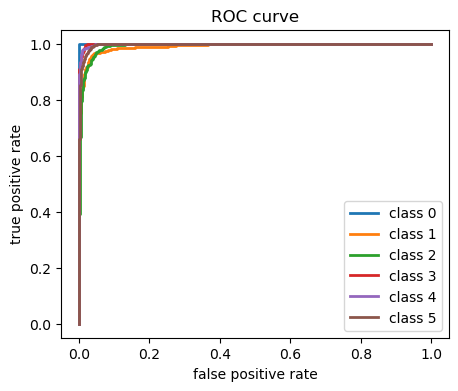 ROC curve
true positive rate
1.0
0.8
0.6
0.4
0.2
0.0
class 0
class 1
class 2
class 3
class 4
class 5
0.0 0.2 0.4 0.6 0.8 1.0
false positive rate